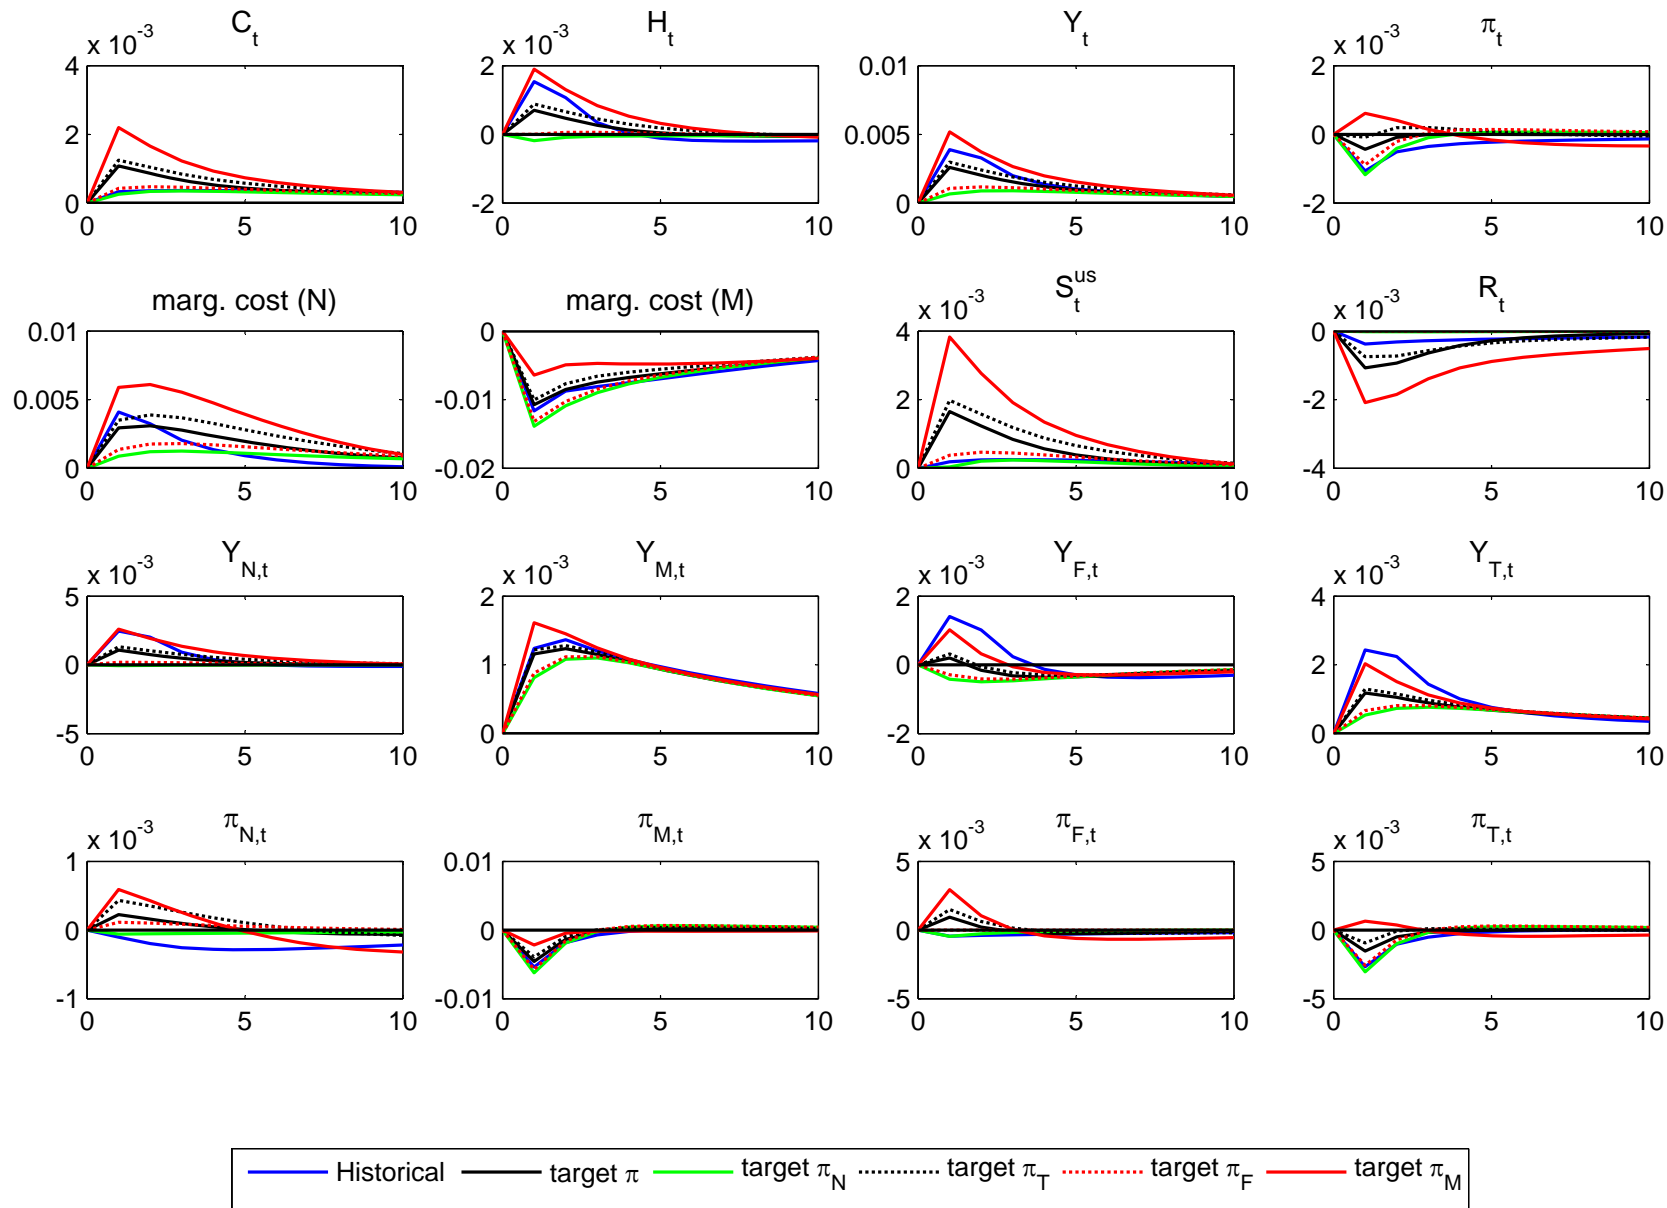 C_t H_t Y_t π_t
x 10^-3 x 10^-3 x 10^-3
4 2 0.01 2
2 0 0.005 0
0 -2 0 -2
0 5 10 0 5 10 0 5 10 0 5 10
marg. cost (N) marg. cost (M) S_t^us R_t
x 10^-3 x 10^-3
0.01 0 4 0
0.005 -0.01 2 -2
0 -0.02 0 -4
0 5 10 0 5 10 0 5 10 0 5 10
Y_N,t Y_M,t Y_F,t Y_T,t
x 10^-3 x 10^-3 x 10^-3 x 10^-3
5 2 2 4
0 1 0 2
-5 0 -2 0
0 5 10 0 5 10 0 5 10 0 5 10
π_N,t π_M,t π_F,t π_T,t
x 10^-3 x 10^-3 x 10^-3
1 0.01 5 5
0 0 0 0
-1 -0.01 -5 -5
0 5 10 0 5 10 0 5 10 0 5 10
Historical target π target π_N target π_T target π_F target π_M